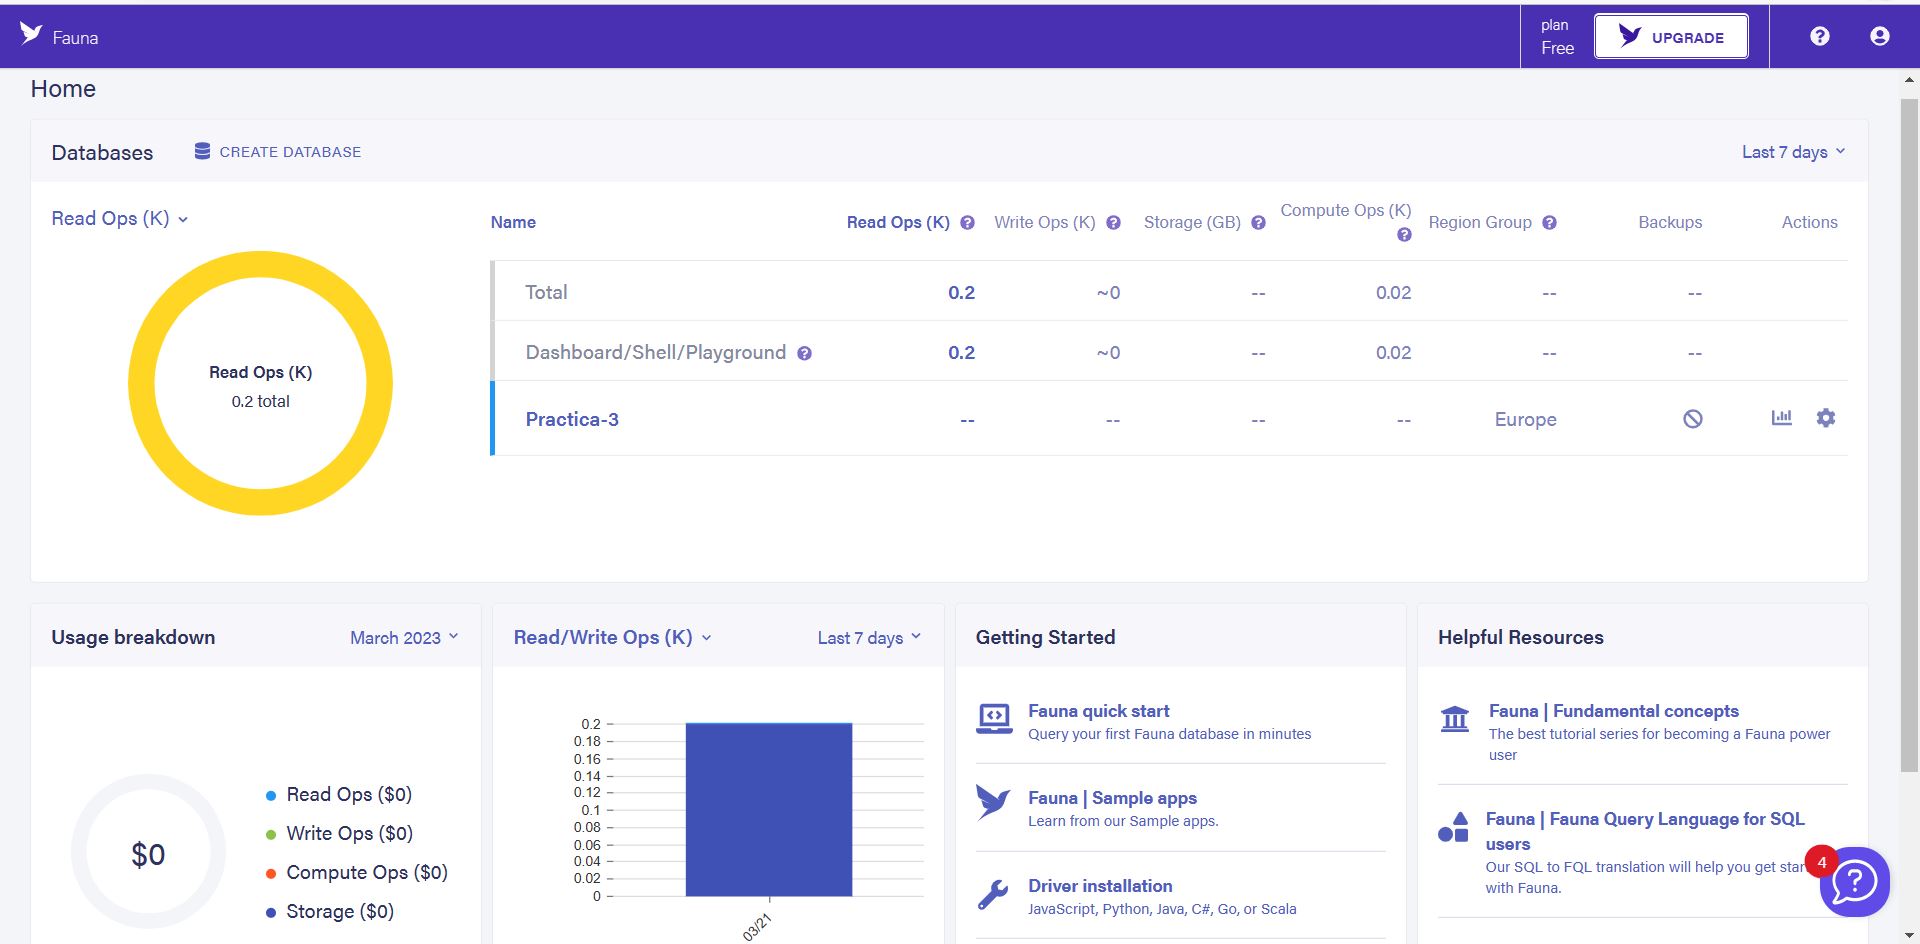 Fauna
plan
Free
UPGRADE
Home
Databases
CREATE DATABASE
Last 7 days
Read Ops (K)
Read Ops (K)
0.2 total
Name Read Ops (K) Write Ops (K) Storage (GB) Compute Ops (K) Region Group Backups Actions
Total 0.2 ~0 -- 0.02 -- --
Dashboard/Shell/Playground 0.2 ~0 -- 0.02 -- --
Practica-3 -- -- -- -- Europe
Usage breakdown
March 2023
$0
Read Ops ($0)
Write Ops ($0)
Compute Ops ($0)
Storage ($0)
Read/Write Ops (K)
Last 7 days
0.2
0.18
0.16
0.14
0.12
0.1
0.08
0.06
0.04
0.02
0
03/21
Getting Started
Fauna quick start
Query your first Fauna database in minutes
Fauna | Sample apps
Learn from our Sample apps.
Driver installation
JavaScript, Python, Java, C#, Go, or Scala
Helpful Resources
Fauna | Fundamental concepts
The best tutorial series for becoming a Fauna power
user
Fauna | Fauna Query Language for SQL
users
Our SQL to FQL translation will help you get star
with Fauna.
4